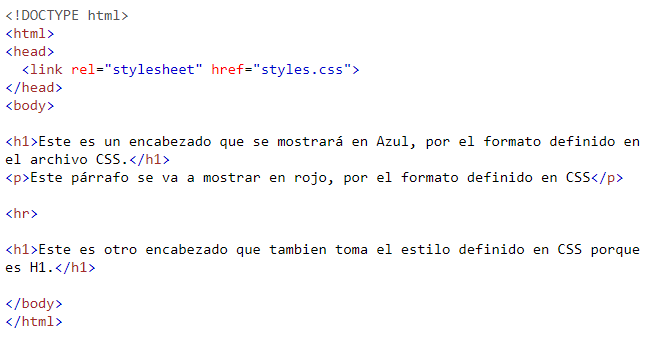 <!DOCTYPE html>
<html>
<head>
  <link rel="stylesheet" href="styles.css">
</head>
<body>

<h1>Este es un encabezado que se mostrará en Azul, por el formato definido en
el archivo CSS.</h1>
<p>Este párrafo se va a mostrar en rojo, por el formato definido en CSS</p>

<hr>

<h1>Este es otro encabezado que tambien toma el estilo definido en CSS porque
es H1.</h1>

</body>
</html>